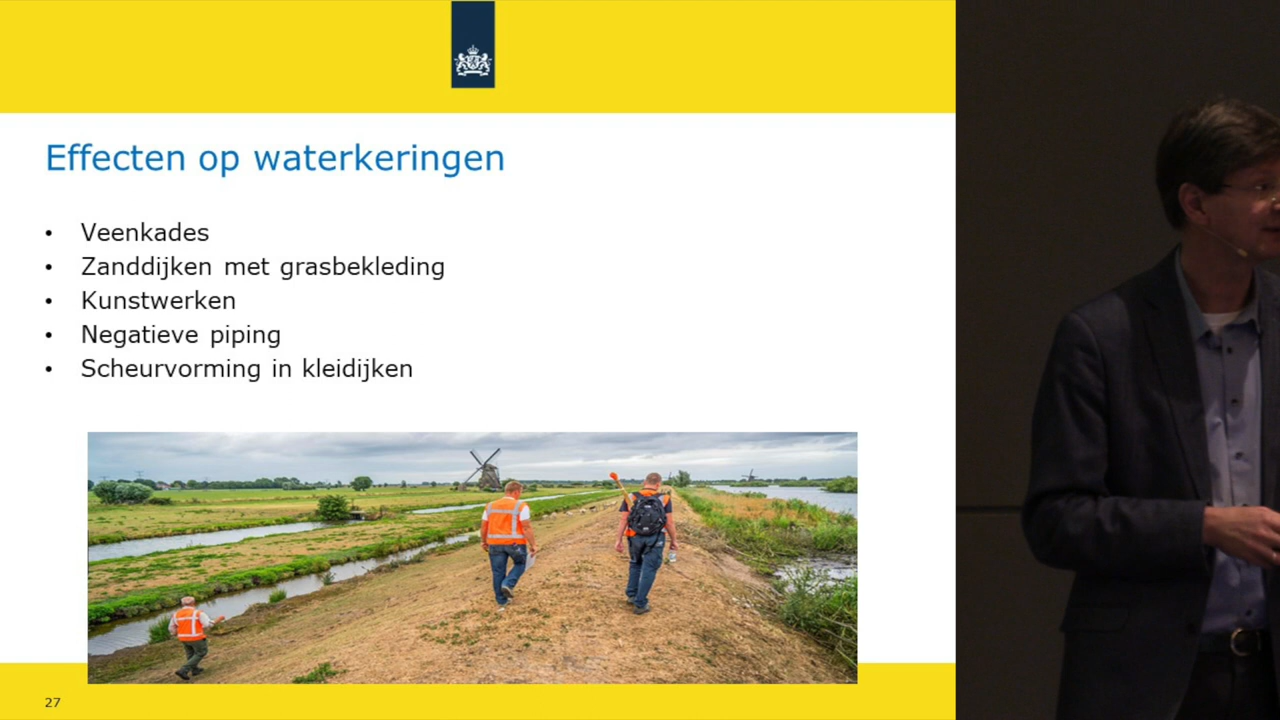 Effecten op waterkeringen
• Veenkades
• Zanddijken met grasbekleding
• Kunstwerken
• Negatieve piping
• Scheurvorming in kleidijken
27